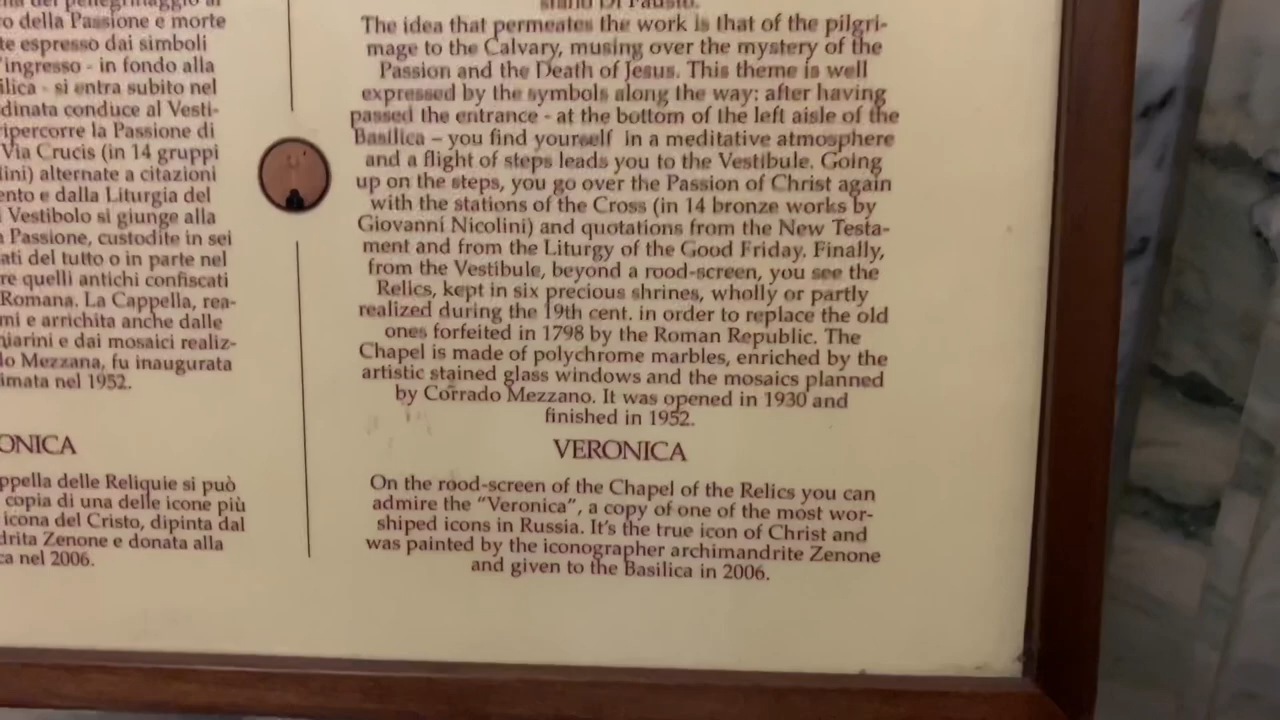 o della Passione e morte
te espresso dai simboli
'ingresso - in fondo alla
ilica - si entra subito nel
dinata conduce al Vesti-
ripercorre la Passione di
Via Crucis (in 14 gruppi
lini) alternate a citazioni
ento e dalla Liturgia del
Vestibolo si giunge alla
Passione, custodite in sei
ati del tutto o in parte nel
re quelli antichi confiscati
Romana. La Cappella, rea-
mi e arrichita anche dalle
e dai mosaici realiz-
do Mezzana, fu inaugurata
imata nel 1952.
ONICA
ppella delle Reliquie si può
copia di una delle icone più
icona del Cristo, dipinta dal
drita Zenone e donata alla
ca nel 2006.
The idea that permeates the work is that of the pilgri-
mage to the Calvary, musing over the mystery of the
Passion and the Death of Jesus. This theme is well
expressed by the symbols along the way: after having
passed the entrance - at the bottom of the left aisle of the
Basilica – you find yourself in a meditative atmosphere
and a flight of steps leads you to the Vestibule. Going
up on the steps, you go over the Passion of Christ again
with the stations of the Cross (in 14 bronze works by
Giovanni Nicolini) and quotations from the New Testa-
ment and from the Liturgy of the Good Friday. Finally,
from the Vestibule, beyond a rood-screen, you see the
Relics, kept in six precious shrines, wholly or partly
realized during the 19th cent. in order to replace the old
ones forfeited in 1798 by the Roman Republic. The
Chapel is made of polychrome marbles, enriched by the
artistic stained glass windows and the mosaics planned
by Corrado Mezzano. It was opened in 1930 and
finished in 1952.
VERONICA
On the rood-screen of the Chapel of the Relics you can
admire the “Veronica”, a copy of one of the most wor-
shiped icons in Russia. It’s the true icon of Christ and
was painted by the iconographer archimandrite Zenone
and given to the Basilica in 2006.